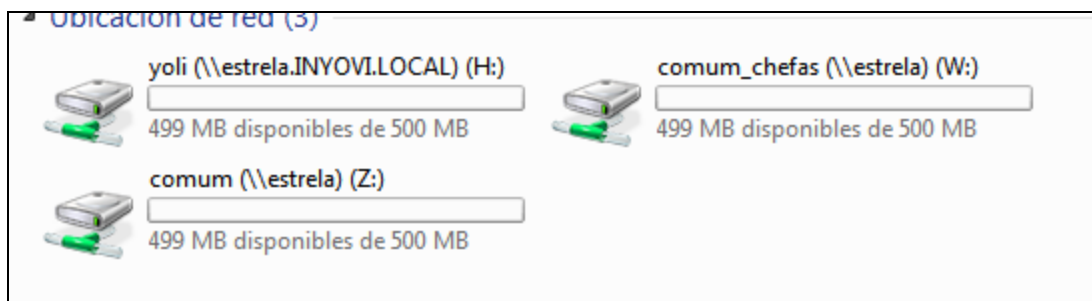 Ubicación de red (3)
yoli (\\estrela.INYOVI.LOCAL) (H:)
499 MB disponibles de 500 MB
comum_chefas (\\estrela) (W:)
499 MB disponibles de 500 MB
comum (\\estrela) (Z:)
499 MB disponibles de 500 MB